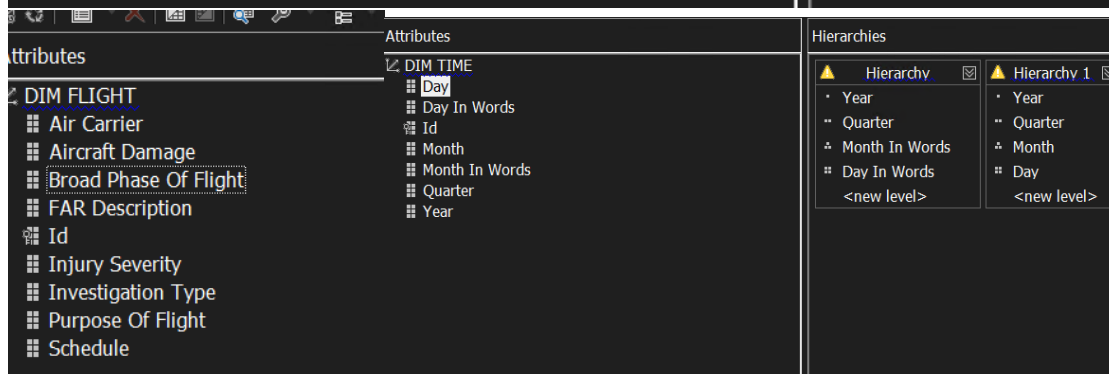 Attributes
DIM FLIGHT
Air Carrier
Aircraft Damage
Broad Phase Of Flight
FAR Description
Id
Injury Severity
Investigation Type
Purpose Of Flight
Schedule
Attributes
DIM TIME
Day
Day In Words
Id
Month
Month In Words
Quarter
Year
Hierarchies
Hierarchy
Year
Quarter
Month In Words
Day In Words
<new level>
Hierarchy 1
Year
Quarter
Month
Day
<new level>